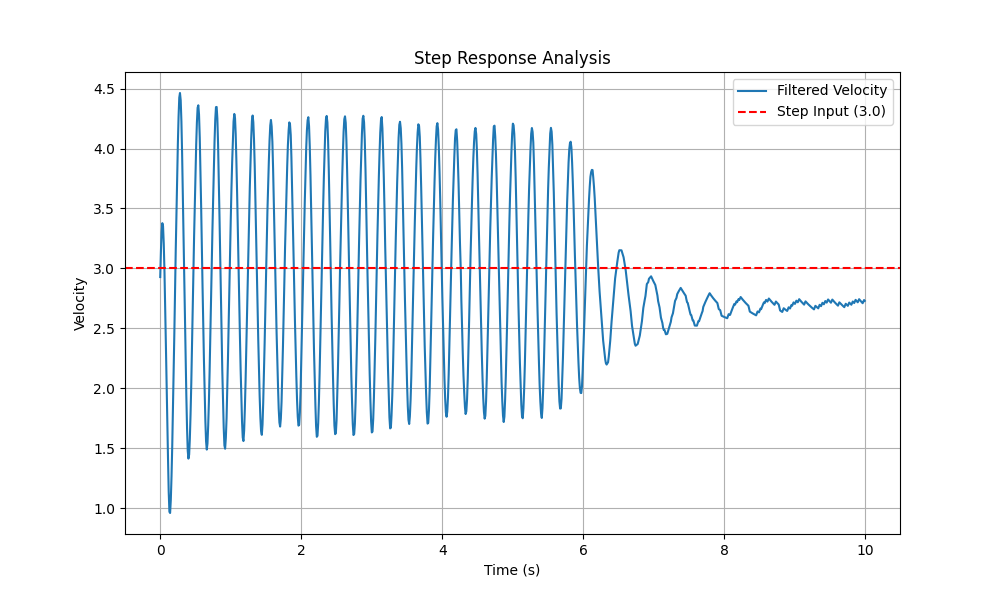 Step Response Analysis
Filtered Velocity
Step Input (3.0)
4.5
4.0
3.5
3.0
2.5
2.0
1.5
1.0
Velocity
0
2
4
6
8
10
Time (s)